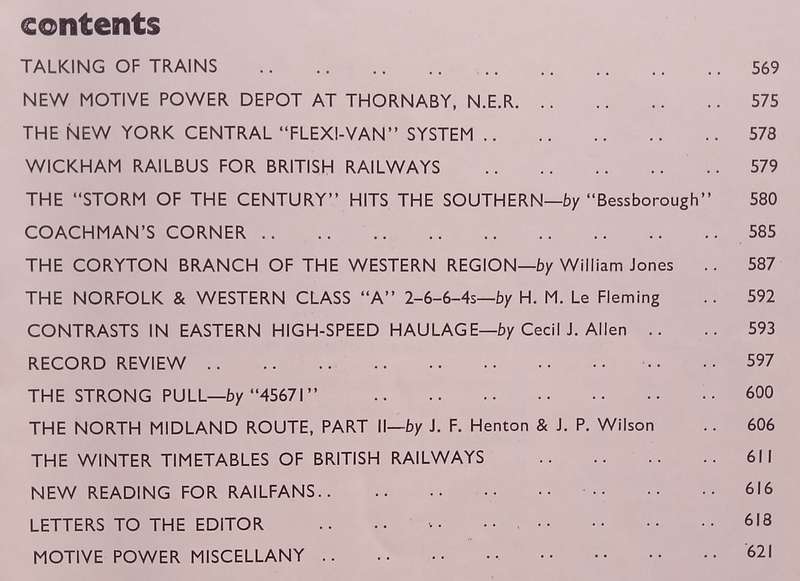 contents
TALKING OF TRAINS .. .. .. .. .. .. .. .. .. 569
NEW MOTIVE POWER DEPOT AT THORNABY, N.E.R. .. .. .. .. 575
THE NEW YORK CENTRAL “FLEXI-VAN” SYSTEM .. .. .. .. .. 578
WICKHAM RAILBUS FOR BRITISH RAILWAYS .. .. .. .. .. 579
THE “STORM OF THE CENTURY” HITS THE SOUTHERN—by “Bessborough” 580
COACHMAN’S CORNER .. .. .. .. .. .. .. .. .. 585
THE CORYTON BRANCH OF THE WESTERN REGION—by William Jones .. 587
THE NORFOLK & WESTERN CLASS “A” 2–6–6–4s—by H. M. Le Fleming .. 592
CONTRASTS IN EASTERN HIGH-SPEED HAULAGE—by Cecil J. Allen .. .. 593
RECORD REVIEW .. .. .. .. .. .. .. .. .. .. 597
THE STRONG PULL—by “45671” .. .. .. .. .. .. .. 600
THE NORTH MIDLAND ROUTE, PART II—by J. F. Henton & J. P. Wilson .. 606
THE WINTER TIMETABLES OF BRITISH RAILWAYS .. .. .. .. 611
NEW READING FOR RAILFANS.. .. .. .. .. .. .. .. 616
LETTERS TO THE EDITOR .. .. .. .. .. .. .. .. 618
MOTIVE POWER MISCELLANY .. .. .. .. .. .. .. .. 621